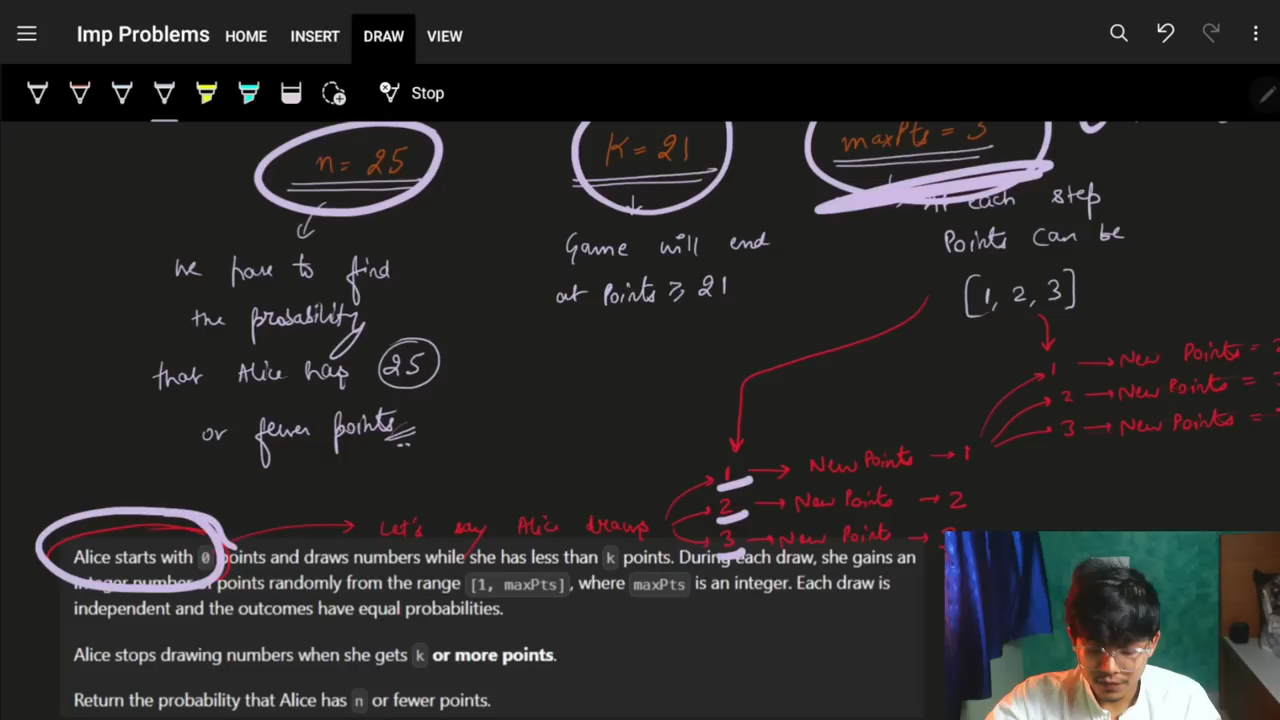 Imp Problems HOME INSERT DRAW VIEW
Stop
n = 25
K = 21
maxPts = 3
At each step
Points can be
[1, 2, 3]
We have to find
the probability
that Alice has 25
or fewer points
Game will end
at points ≥ 21
1 → New Points =
2 → New Points =
3 → New Points =
1 → New Points → 1
2 → New Points → 2
3 → New Points →
Let's say Alice draws
Alice starts with 0 points and draws numbers while she has less than k points. During each draw, she gains an
integer number of points randomly from the range [1, maxPts], where maxPts is an integer. Each draw is
independent and the outcomes have equal probabilities.
Alice stops drawing numbers when she gets k or more points.
Return the probability that Alice has n or fewer points.